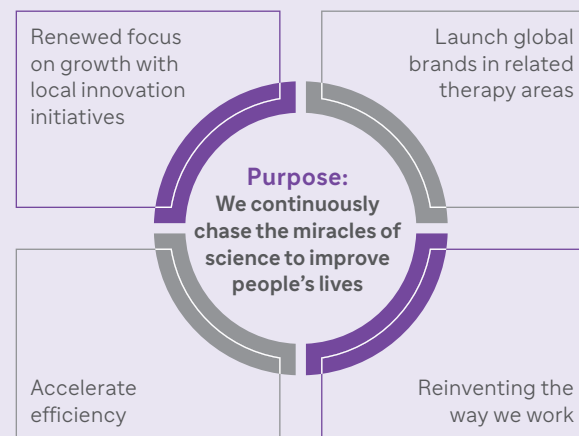 Renewed focus
on growth with
local innovation
initiatives
Launch global
brands in related
therapy areas
Purpose:
We continuously
chase the miracles of
science to improve
people’s lives
Accelerate
efficiency
Reinventing the
way we work